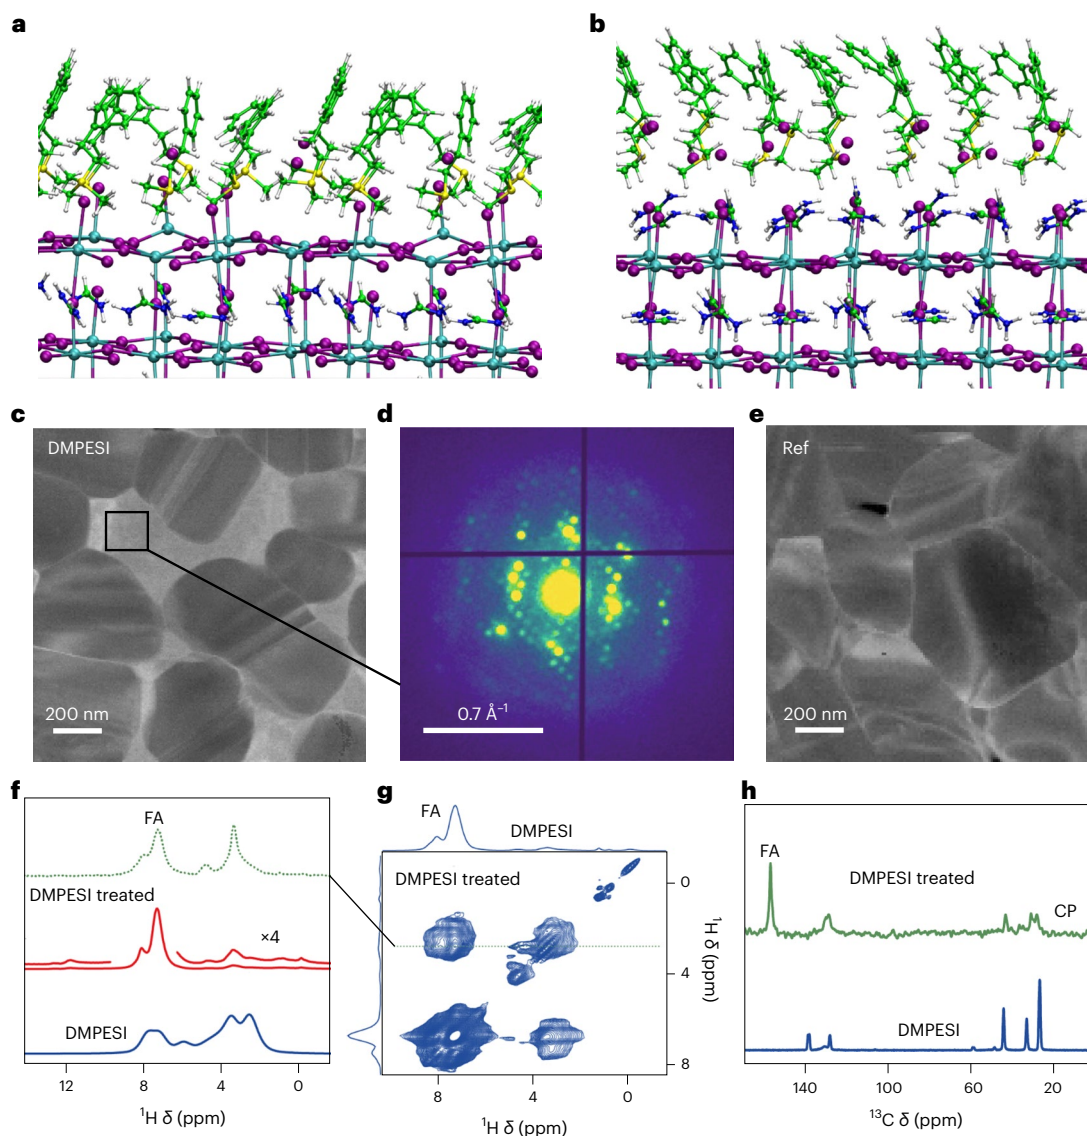 a
b
c
d
e
DMPESI
Ref
200 nm
0.7 Å⁻¹
200 nm
f
g
h
FA
DMPESI treated
×4
DMPESI
12
8
4
0
¹H δ (ppm)
FA
DMPESI
DMPESI treated
0
4
8
¹H δ (ppm)
8
4
0
¹H δ (ppm)
FA
DMPESI treated
CP
DMPESI
140
100
60
20
¹³C δ (ppm)